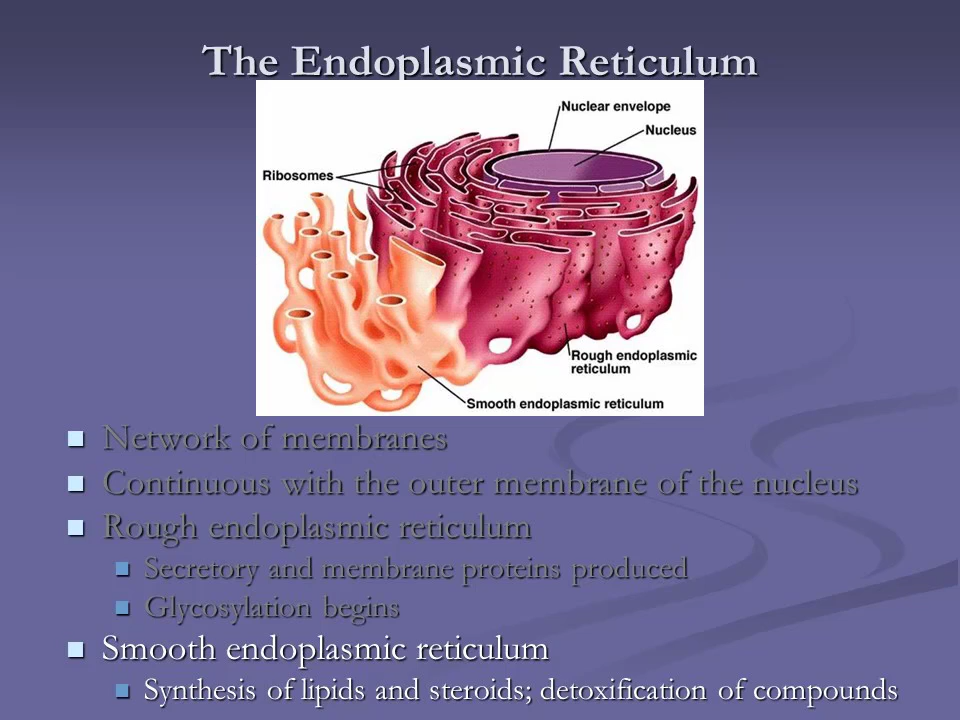 The Endoplasmic Reticulum
Nuclear envelope
Nucleus
Ribosomes
Rough endoplasmic
reticulum
Smooth endoplasmic reticulum
Network of membranes
Continuous with the outer membrane of the nucleus
Rough endoplasmic reticulum
Secretory and membrane proteins produced
Glycosylation begins
Smooth endoplasmic reticulum
Synthesis of lipids and steroids; detoxification of compounds